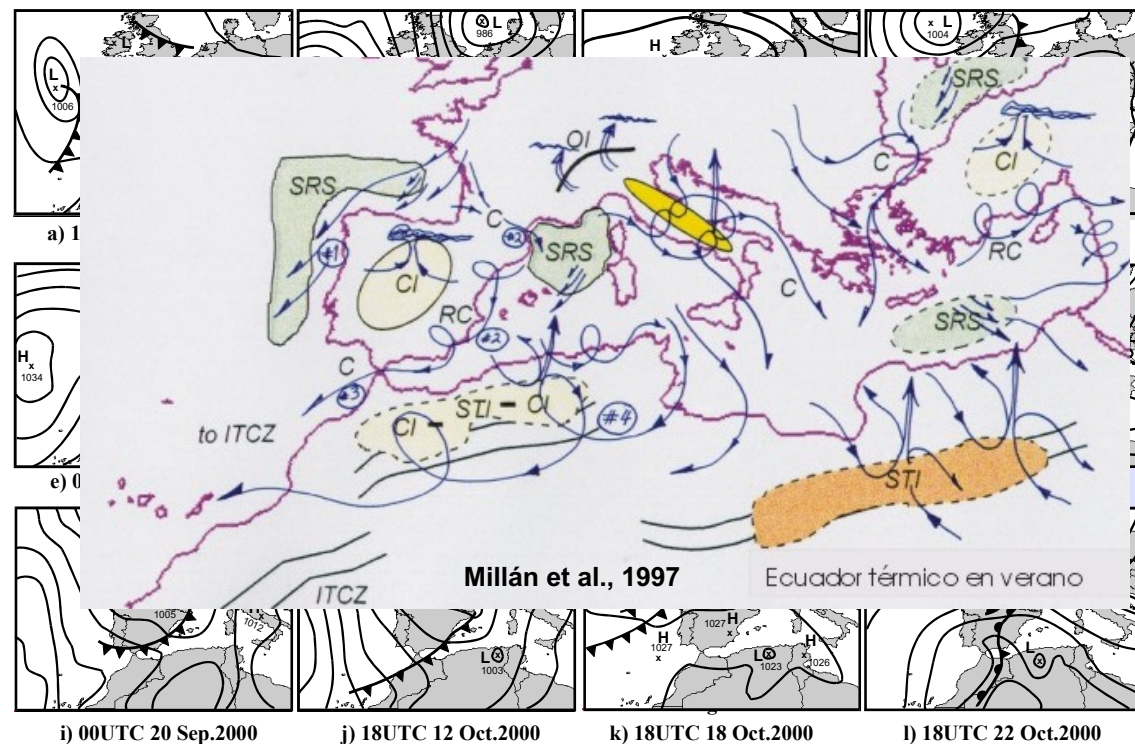 L
1006
L
986
H
L
1004
a) 1
SRS
CI
OI
C
SRS
#1
C
#2
SRS
CI
RC
RC
#2
C
C
#3
STI - CI
CI -
#4
SRS
to ITCZ
STI
ITCZ
Millán et al., 1997
Ecuador térmico en verano
H
1034
e) 0
1005
1012
L
1003
H
1027
1027 H
L
1023
H
1026
L
i) 00UTC 20 Sep.2000
j) 18UTC 12 Oct.2000
k) 18UTC 18 Oct.2000
l) 18UTC 22 Oct.2000